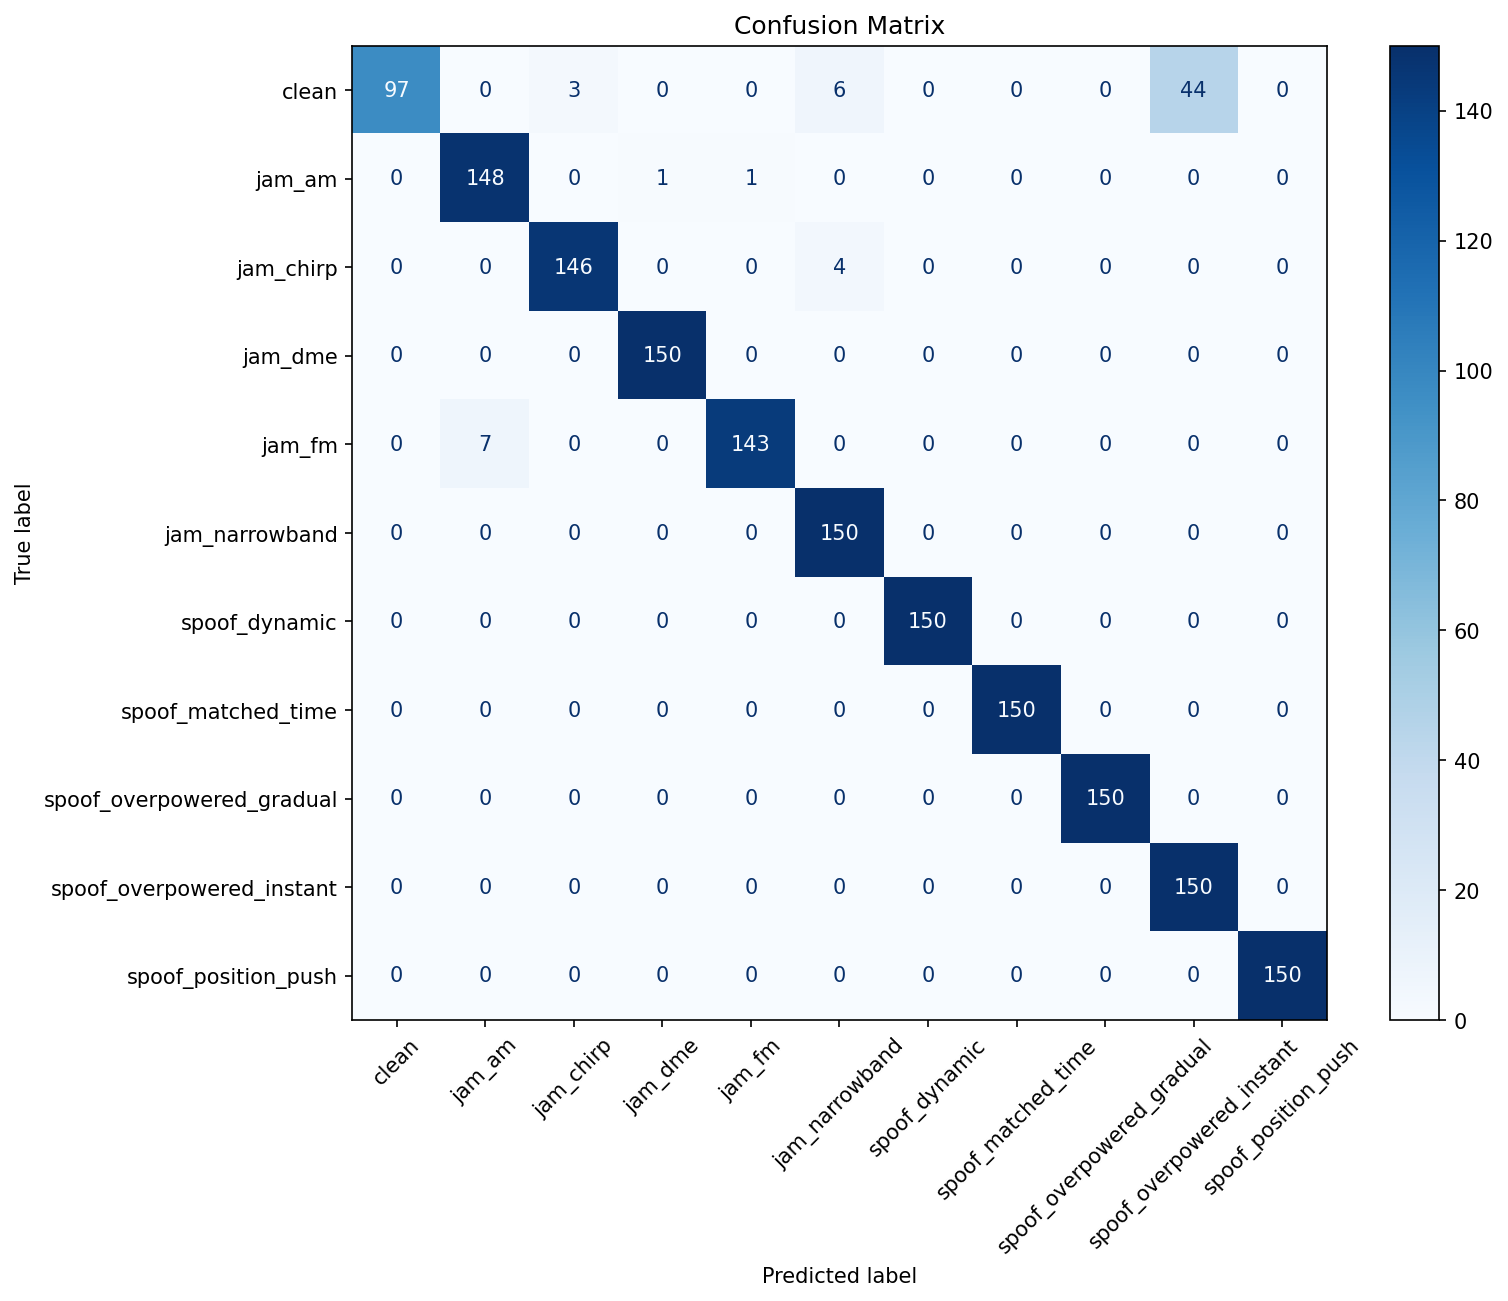 Confusion Matrix
True label
clean 97 0 3 0 0 6 0 0 0 44 0
jam_am 0 148 0 1 1 0 0 0 0 0 0
jam_chirp 0 0 146 0 0 4 0 0 0 0 0
jam_dme 0 0 0 150 0 0 0 0 0 0 0
jam_fm 0 7 0 0 143 0 0 0 0 0 0
jam_narrowband 0 0 0 0 0 150 0 0 0 0 0
spoof_dynamic 0 0 0 0 0 0 150 0 0 0 0
spoof_matched_time 0 0 0 0 0 0 0 150 0 0 0
spoof_overpowered_gradual 0 0 0 0 0 0 0 0 150 0 0
spoof_overpowered_instant 0 0 0 0 0 0 0 0 0 150 0
spoof_position_push 0 0 0 0 0 0 0 0 0 0 150
clean
jam_am
jam_chirp
jam_dme
jam_fm
jam_narrowband
spoof_dynamic
spoof_matched_time
spoof_overpowered_gradual
spoof_overpowered_instant
spoof_position_push
Predicted label
140
120
100
80
60
40
20
0